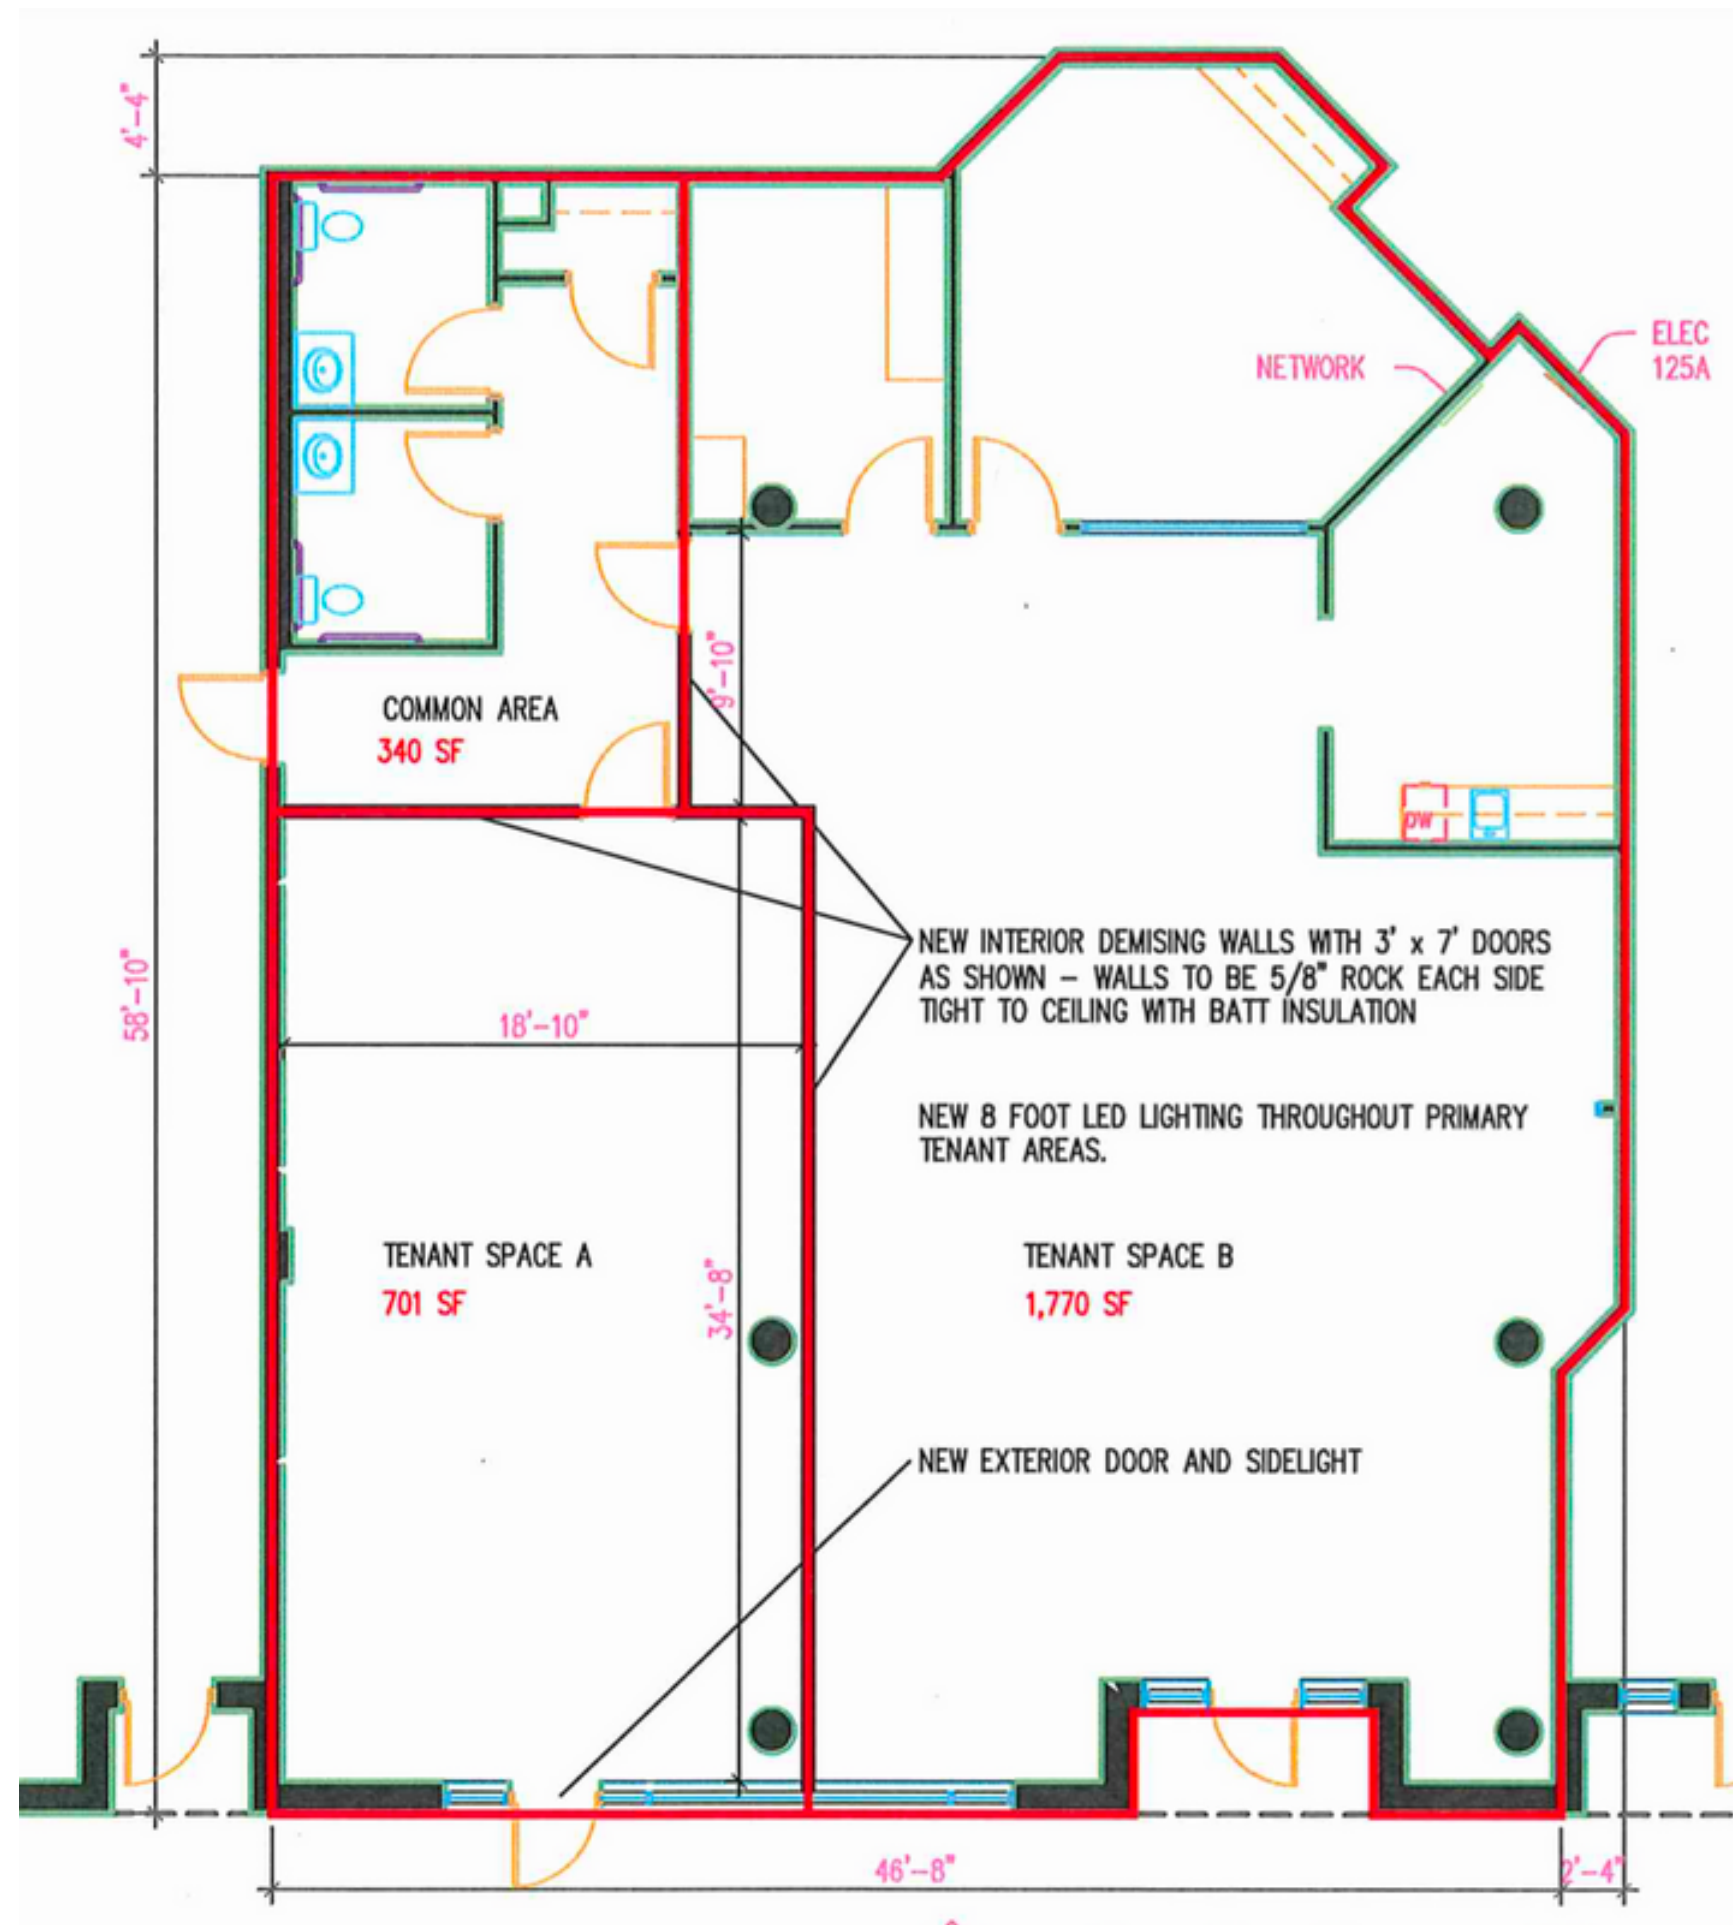 4'-4"
ELEC
125A
NETWORK
9'-10"
COMMON AREA
340 SF
DW
NEW INTERIOR DEMISING WALLS WITH 3' x 7' DOORS
AS SHOWN – WALLS TO BE 5/8" ROCK EACH SIDE
TIGHT TO CEILING WITH BATT INSULATION
58'-10"
18'-10"
NEW 8 FOOT LED LIGHTING THROUGHOUT PRIMARY
TENANT AREAS.
TENANT SPACE A
701 SF
34'-8"
TENANT SPACE B
1,770 SF
NEW EXTERIOR DOOR AND SIDELIGHT
46'-8"
2'-4"